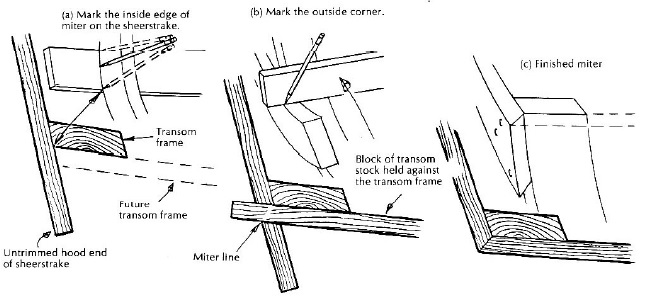 (a) Mark the inside edge of
miter on the sheerstrake.
(b) Mark the outside corner.
(c) Finished miter
Transom
frame
Future
transom frame
Untrimmed hood end
of sheerstrake
Block of transom
stock held against
the transom frame
Miter line